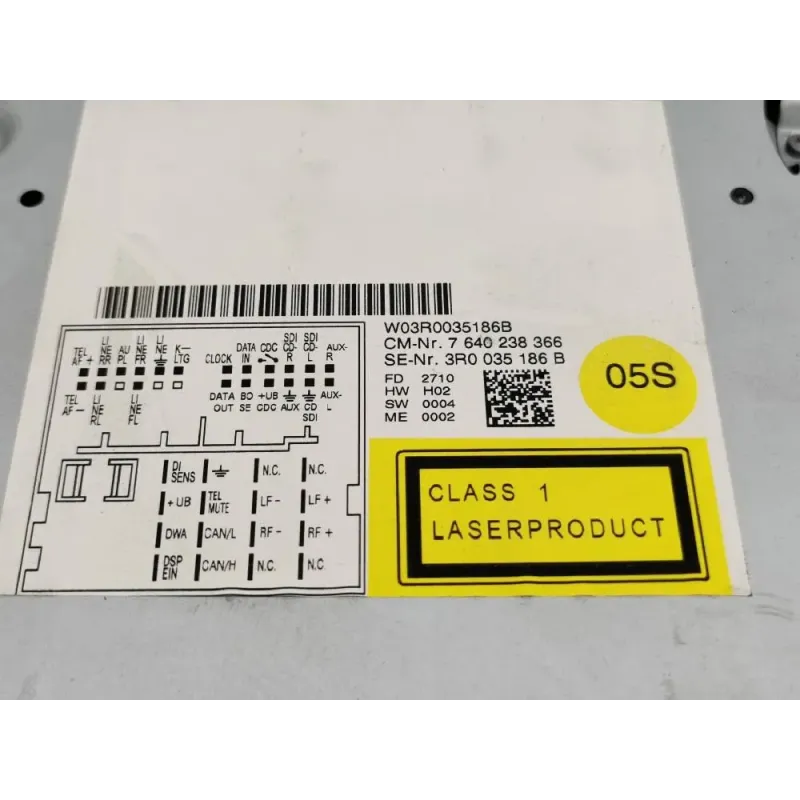 W03R0035186B
CM-Nr. 7 640 238 366
SE-Nr. 3R0 035 186 B
FD 2710
HW H02
SW 0004
ME 0002
05S
TEL AF + LI NE RR AU PL LI NE FR LI NE K- LTG
TEL AF - LI NE RL LI NE FL
CLOCK DATA IN CDC SDI CD- R SDI CD- L AUX- R
DATA OUT BO SE +UB CDC AUX CD SDI AUX- L
DI SENS N.C. N.C.
+UB TEL MUTE LF- LF+
DWA CAN/L RF- RF+
DSP EIN CAN/H N.C. N.C.
CLASS 1
LASERPRODUCT